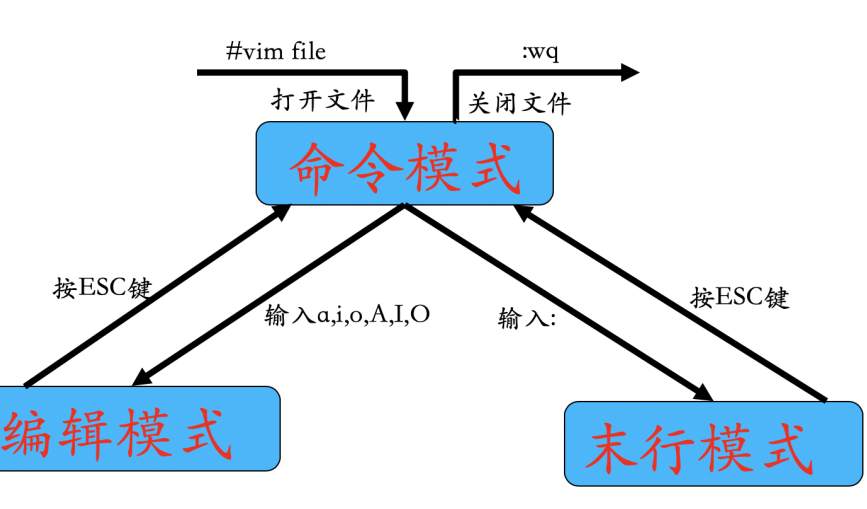 #vim file
:wq
打开文件
关闭文件
命令模式
按ESC键
输入a,i,o,A,I,O
输入:
按ESC键
编辑模式
末行模式